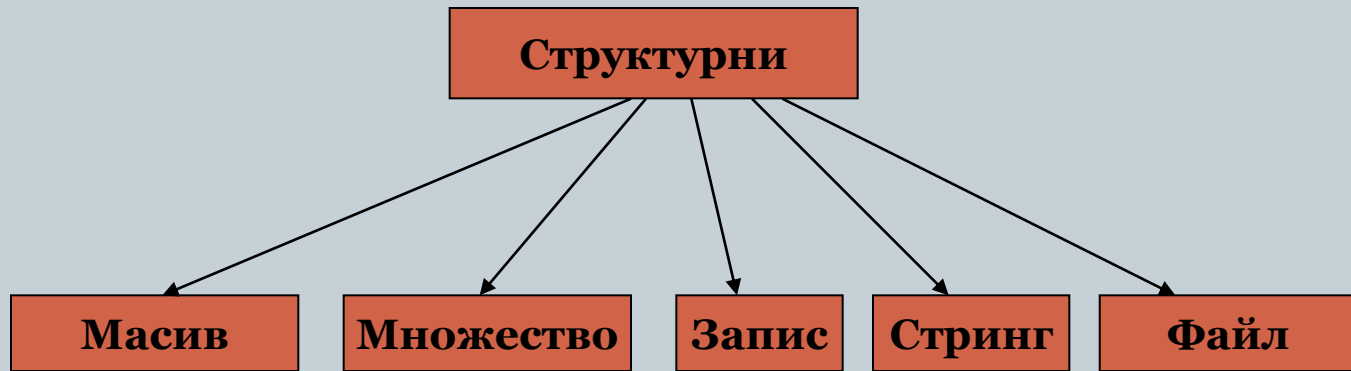 Структурни
Масив
Множество
Запис
Стринг
Файл